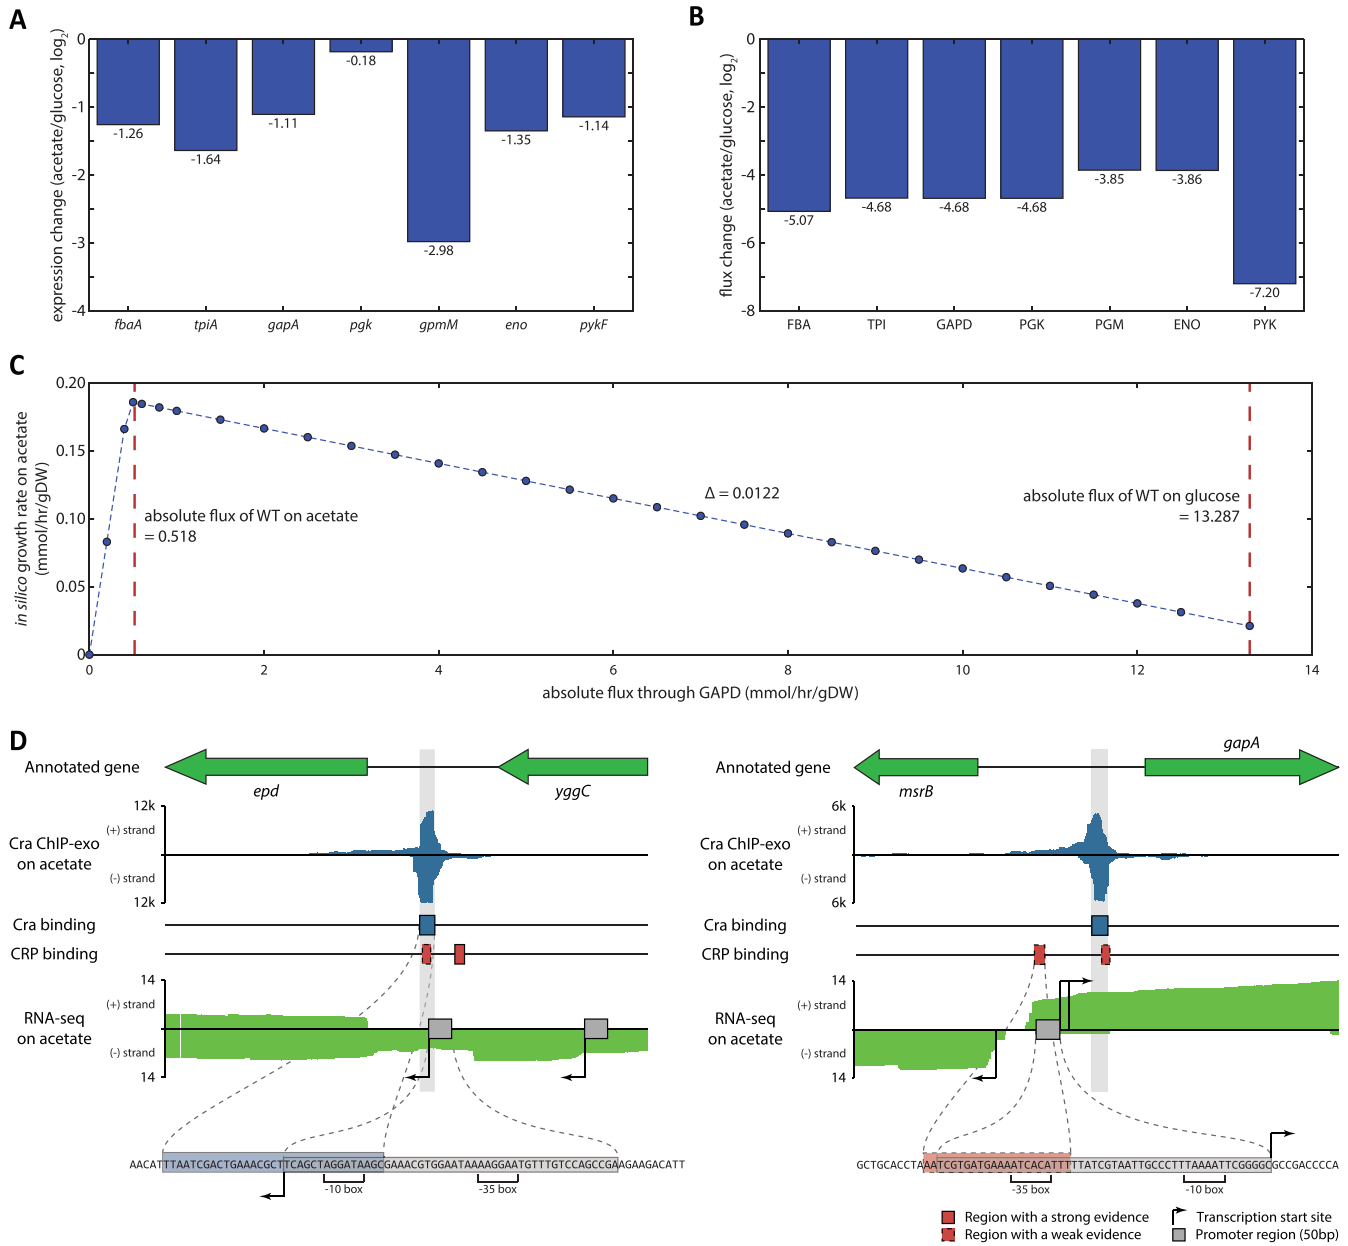 A
expression change (acetate/glucose, log2)
0
-1
-2
-3
-4
-1.26
-1.64
-1.11
-0.18
-2.98
-1.35
-1.14
fbaA tpiA gapA pgk gpmM eno pykF
B
flux change (acetate/glucose, log2)
0
-2
-4
-6
-8
-5.07
-4.68
-4.68
-4.68
-3.85
-3.86
-7.20
FBA TPI GAPD PGK PGM ENO PYK
C
in silico growth rate on acetate
(mmol/hr/gDW)
0.20
0.15
0.10
0.05
0
absolute flux of WT on acetate
= 0.518
Δ = 0.0122
absolute flux of WT on glucose
= 13.287
0 2 4 6 8 10 12 14
absolute flux through GAPD (mmol/hr/gDW)
D
Annotated gene
epd yggC
12k
(+) strand
Cra ChIP-exo
on acetate
(-) strand
12k
Cra binding
CRP binding
14
(+) strand
RNA-seq
on acetate
(-) strand
14
AACATTTAATCGACTGAAACGCTTCAGCTAGGATAAGCGAAACGTGGAATAAAAGGAATGTTTGTCCAGCCGAAGAAGACATT
-10 box -35 box
gapA
Annotated gene
msrB
6k
(+) strand
Cra ChIP-exo
on acetate
(-) strand
6k
Cra binding
CRP binding
14
(+) strand
RNA-seq
on acetate
(-) strand
14
GCTGCACCTAAATCGTGATGAAAATCACATTTTTATCGTAATTGCCCTTTAAAATTCGGGGCGCCGACCCCA
-35 box -10 box
Region with a strong evidence
Transcription start site
Region with a weak evidence
Promoter region (50bp)